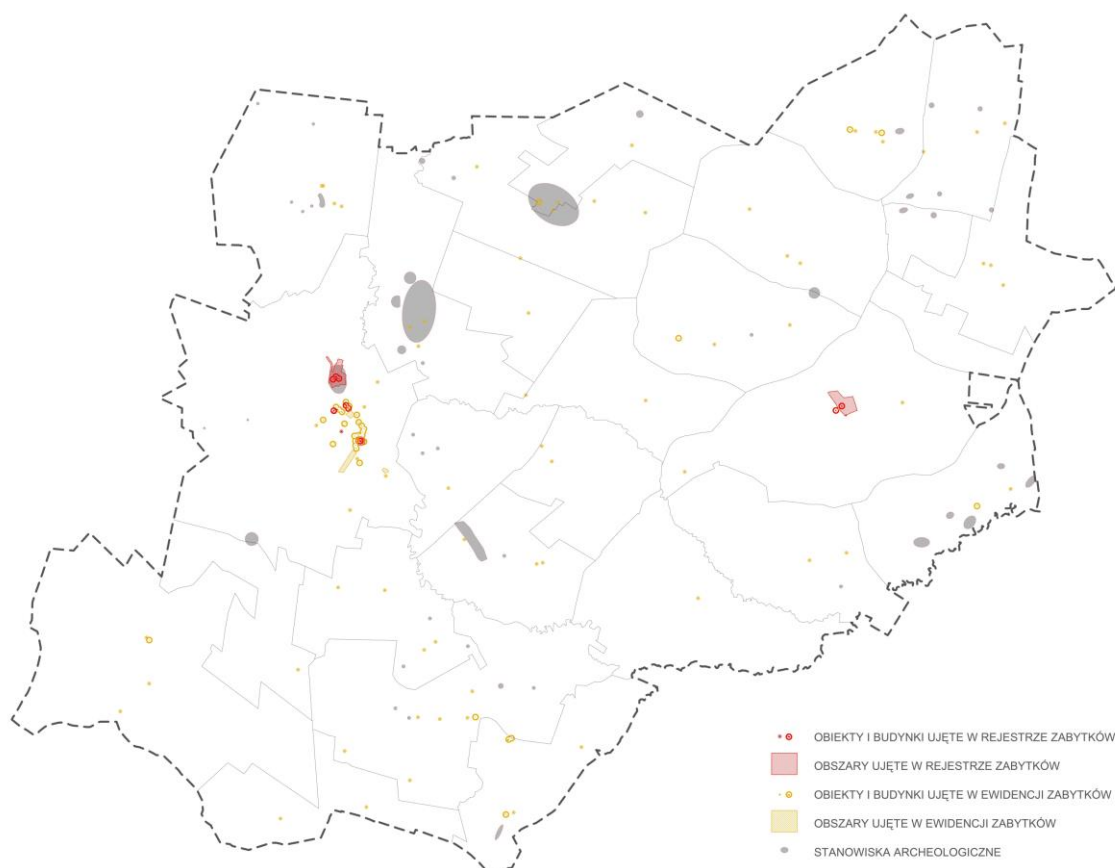 OBIEKTY I BUDYNKI UJĘTE W REJESTRZE ZABYTKÓW
OBSZARY UJĘTE W REJESTRZE ZABYTKÓW
OBIEKTY I BUDYNKI UJĘTE W EWIDENCJI ZABYTKÓW
OBSZARY UJĘTE W EWIDENCJI ZABYTKÓW
STANOWISKA ARCHEOLOGICZNE